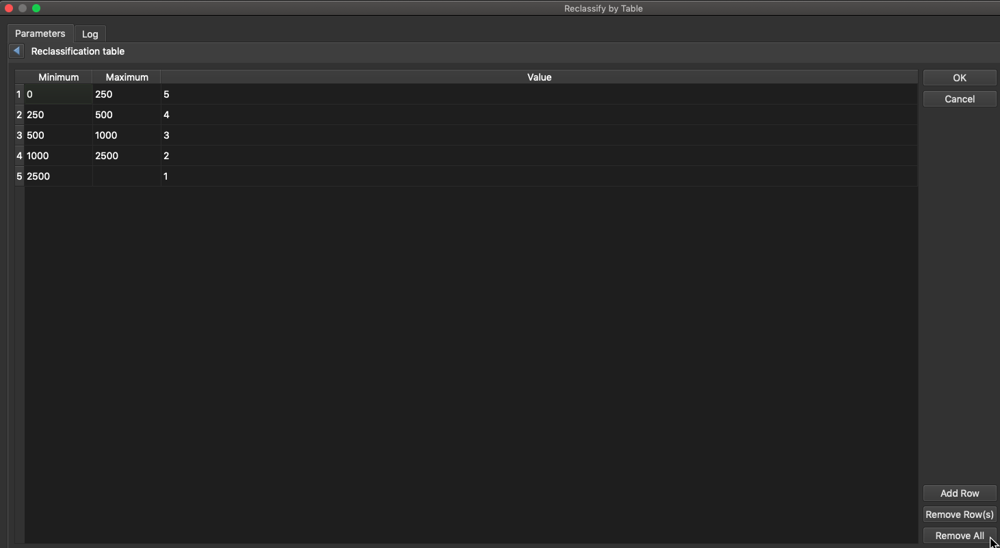 Reclassify by Table
Parameters Log
Reclassification table
Minimum Maximum Value
1 0 250 5
2 250 500 4
3 500 1000 3
4 1000 2500 2
5 2500 1
OK
Cancel
Add Row
Remove Row(s)
Remove All